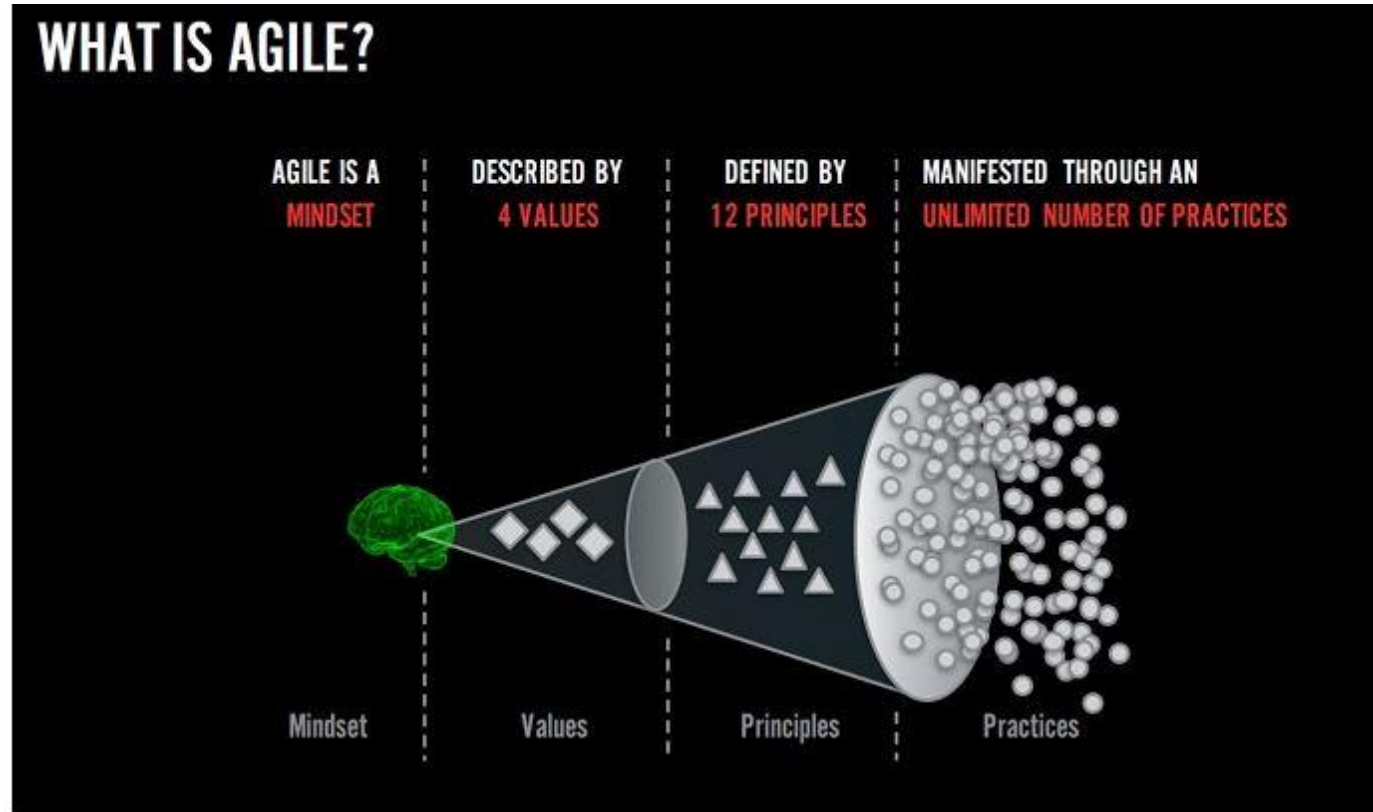 WHAT IS AGILE?
AGILE IS A
MINDSET
DESCRIBED BY
4 VALUES
DEFINED BY
12 PRINCIPLES
MANIFESTED THROUGH AN
UNLIMITED NUMBER OF PRACTICES
Mindset
Values
Principles
Practices